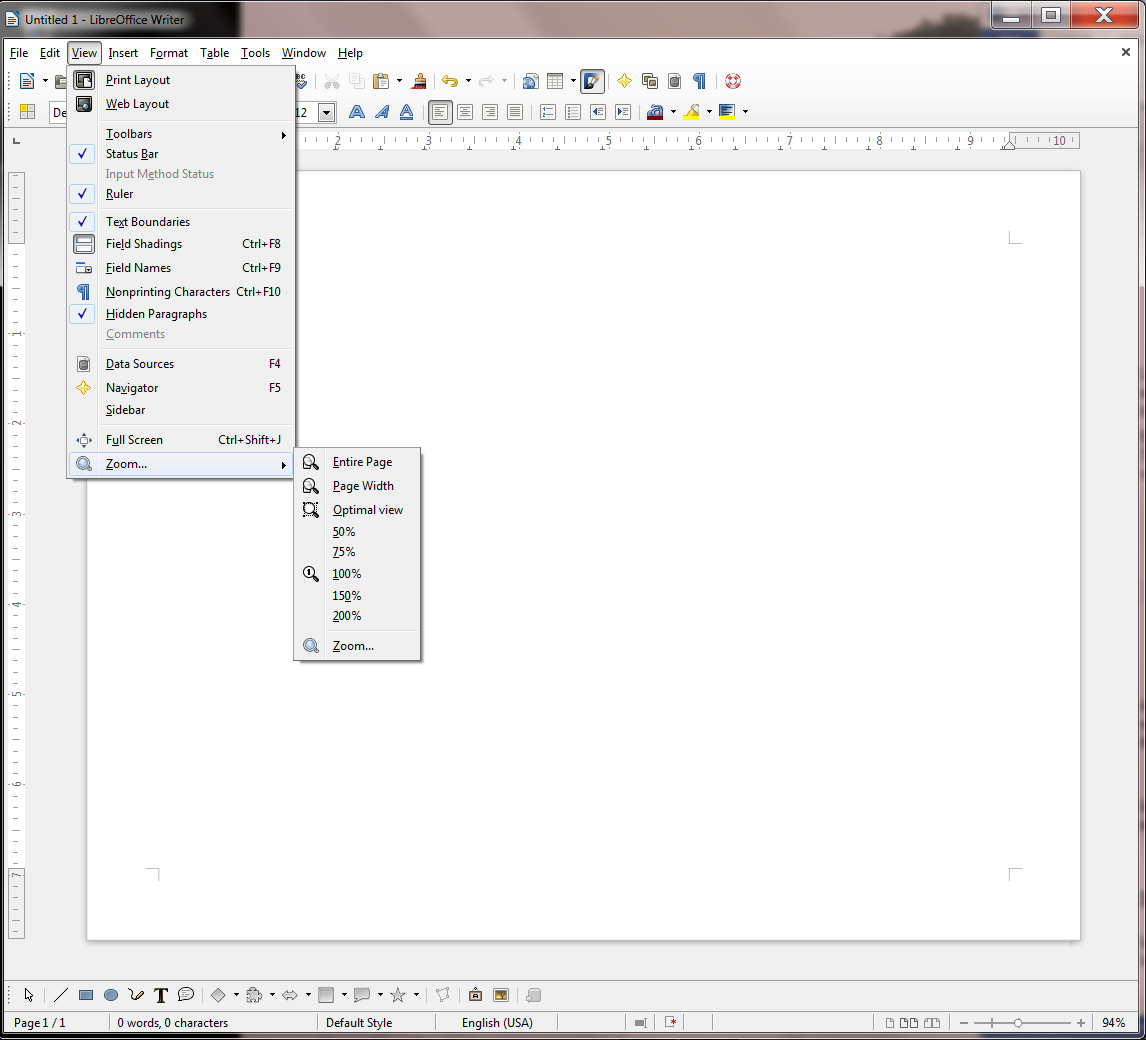 Untitled 1 - LibreOffice Writer
File Edit View Insert Format Table Tools Window Help
Print Layout
Web Layout
De
12
Toolbars
Status Bar
Input Method Status
Ruler
Text Boundaries
Field Shadings Ctrl+F8
Field Names Ctrl+F9
Nonprinting Characters Ctrl+F10
Hidden Paragraphs
Comments
Data Sources F4
Navigator F5
Sidebar
Full Screen Ctrl+Shift+J
Zoom...
Entire Page
Page Width
Optimal view
50%
75%
100%
150%
200%
Zoom...
2 3 4 5 6 7 8 9 10
1
2
3
4
5
6
7
Page 1 / 1 0 words, 0 characters Default Style English (USA) 94%